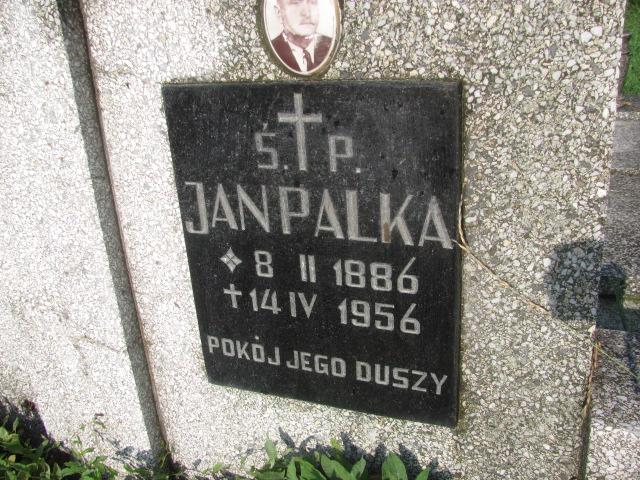 Ś. P.
JAN PALKA
8 II 1886
14 IV 1956
POKÓJ JEGO DUSZY